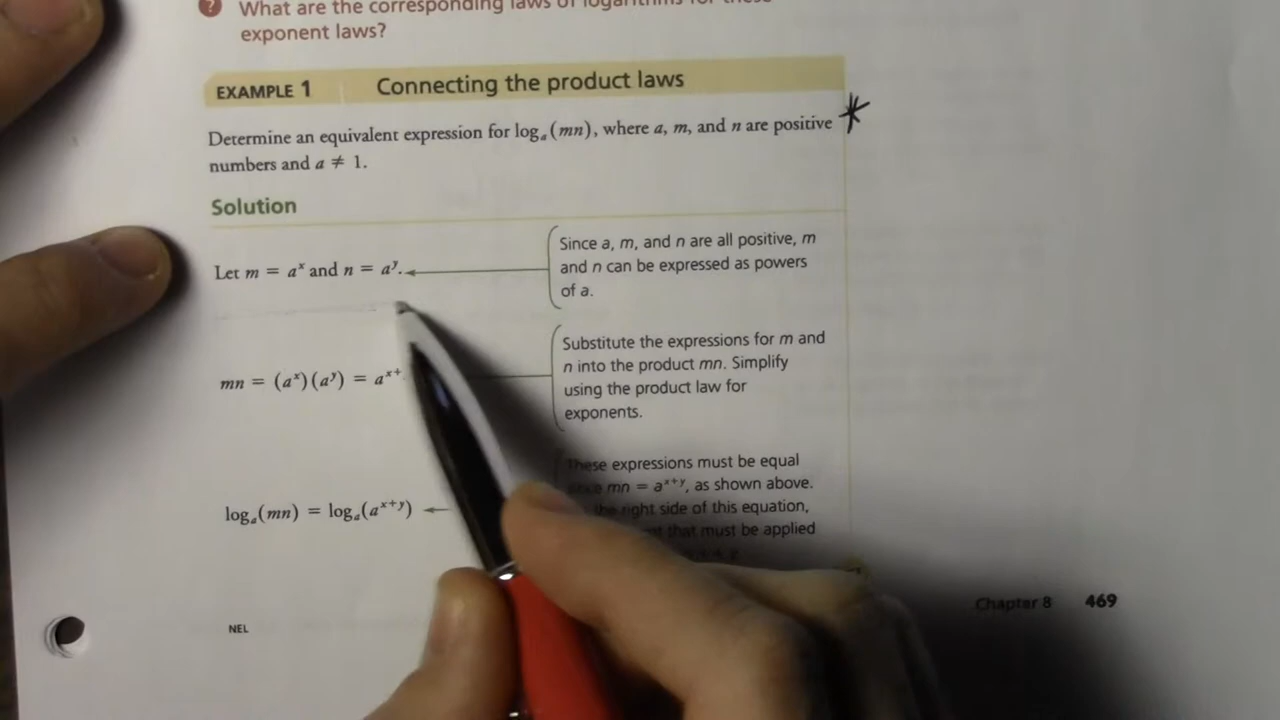 ? What are the corresponding laws of logarithms for these
exponent laws?
EXAMPLE 1 Connecting the product laws
Determine an equivalent expression for logₐ(mn), where a, m, and n are positive
numbers and a ≠ 1.
Solution
Let m = aˣ and n = aʸ.
Since a, m, and n are all positive, m
and n can be expressed as powers
of a.
mn = (aˣ)(aʸ) = aˣ⁺
Substitute the expressions for m and
n into the product mn. Simplify
using the product law for
exponents.
logₐ(mn) = logₐ(aˣ⁺ʸ)
These expressions must be equal
mn = aˣ⁺ʸ, as shown above.
the right side of this equation,
that must be applied
Chapter 8 469
NEL